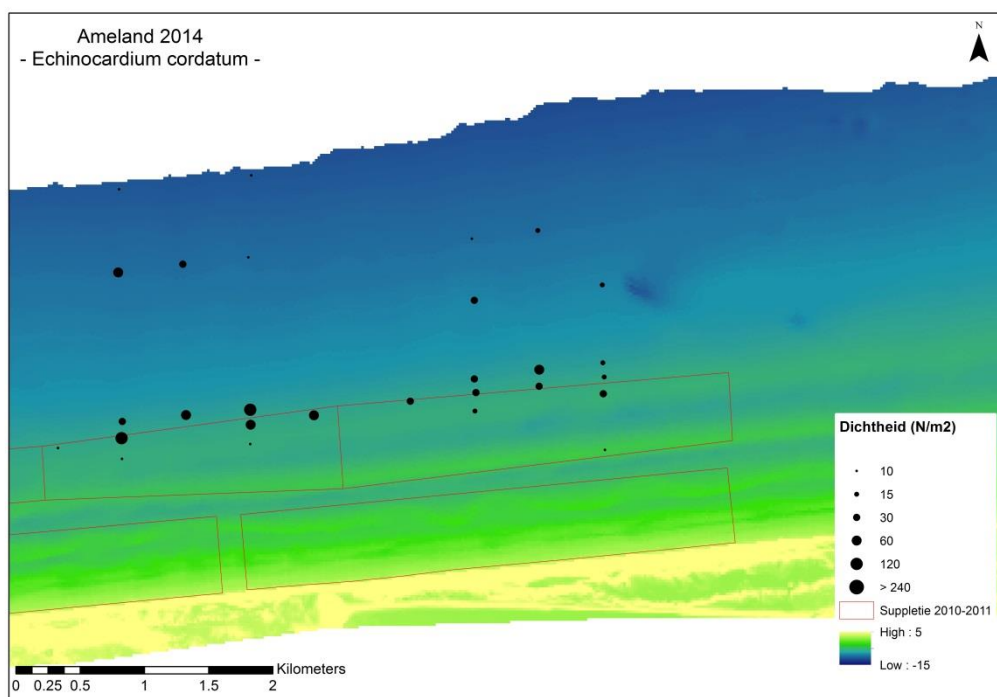 Ameland 2014
- Echinocardium cordatum -
N
Dichtheid (N/m2)
10
15
30
60
120
> 240
Suppletie 2010-2011
High : 5
Low : -15
Kilometers
0 0.25 0.5 1 1.5 2